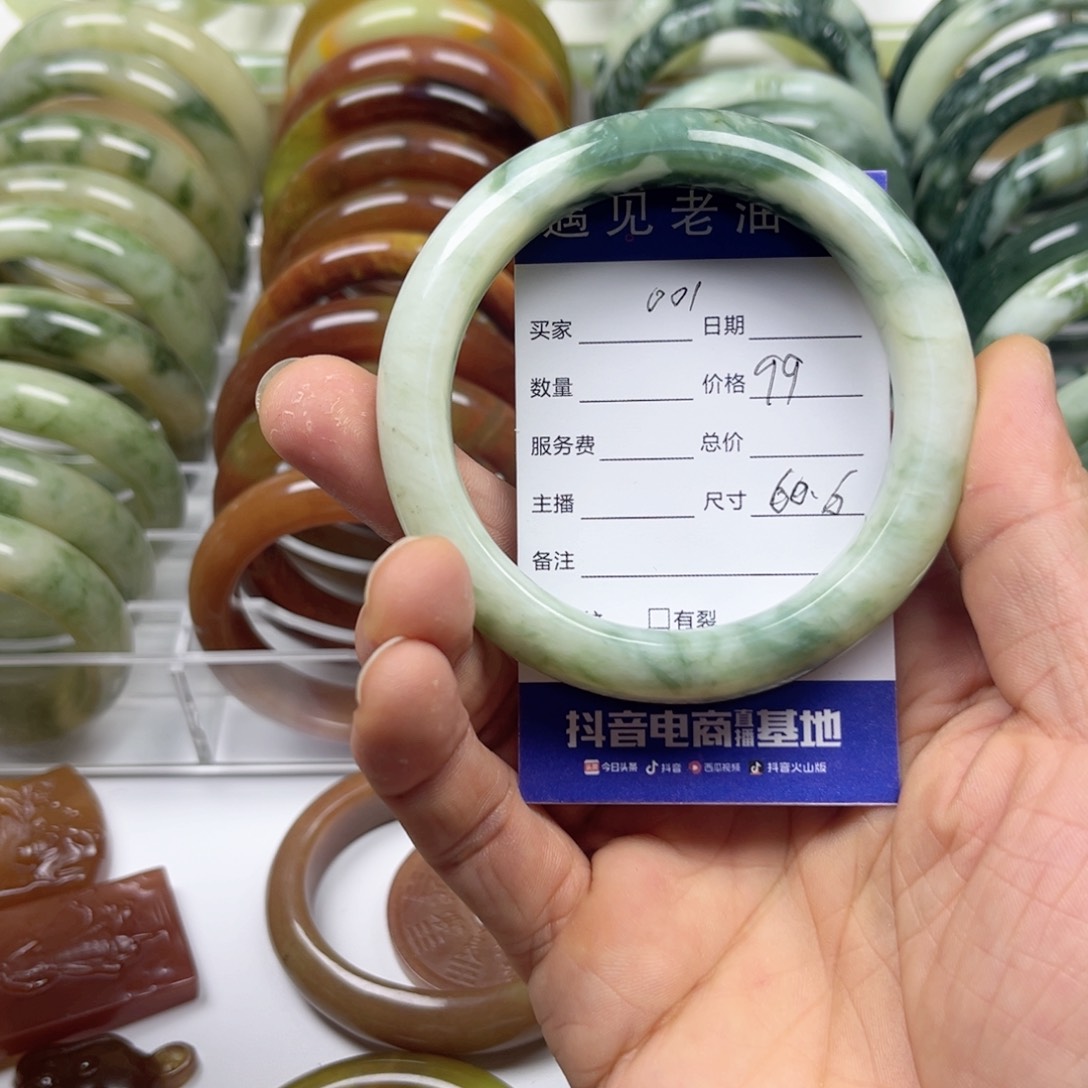 遇见老油
001
买家 日期
数量 价格 99
服务费 总价
主播 尺寸 60.6
备注
有裂
抖音电商直播基地
今日头条 抖音 西瓜视频 抖音火山版